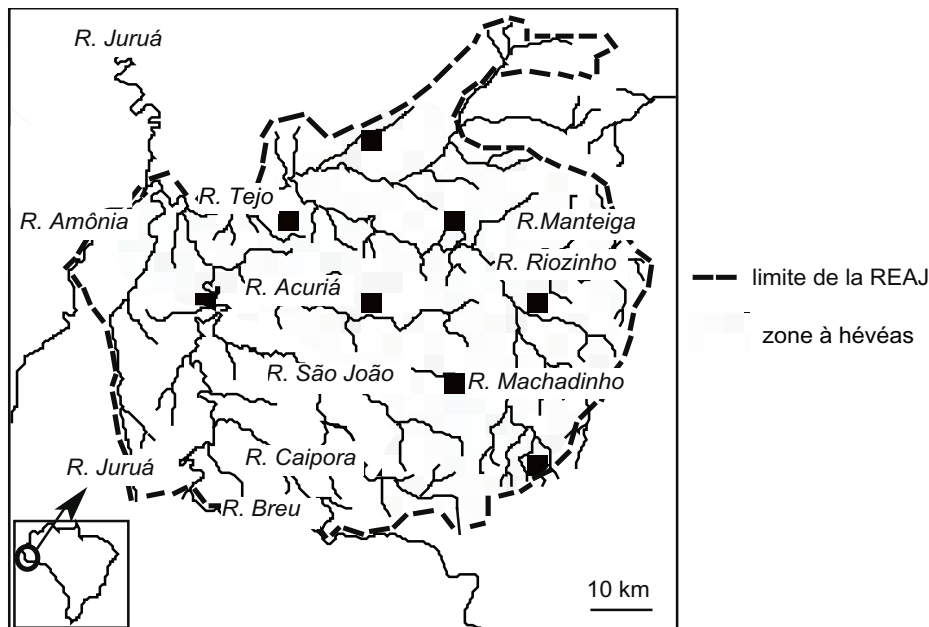 R. Juruá
R. Tejo
R. Amônia
R.Manteiga
R. Riozinho
limite de la REAJ
R. Acuriá
zone à hévéas
R. São João
R. Machadinho
R. Caipora
R. Juruá
R. Breu
10 km